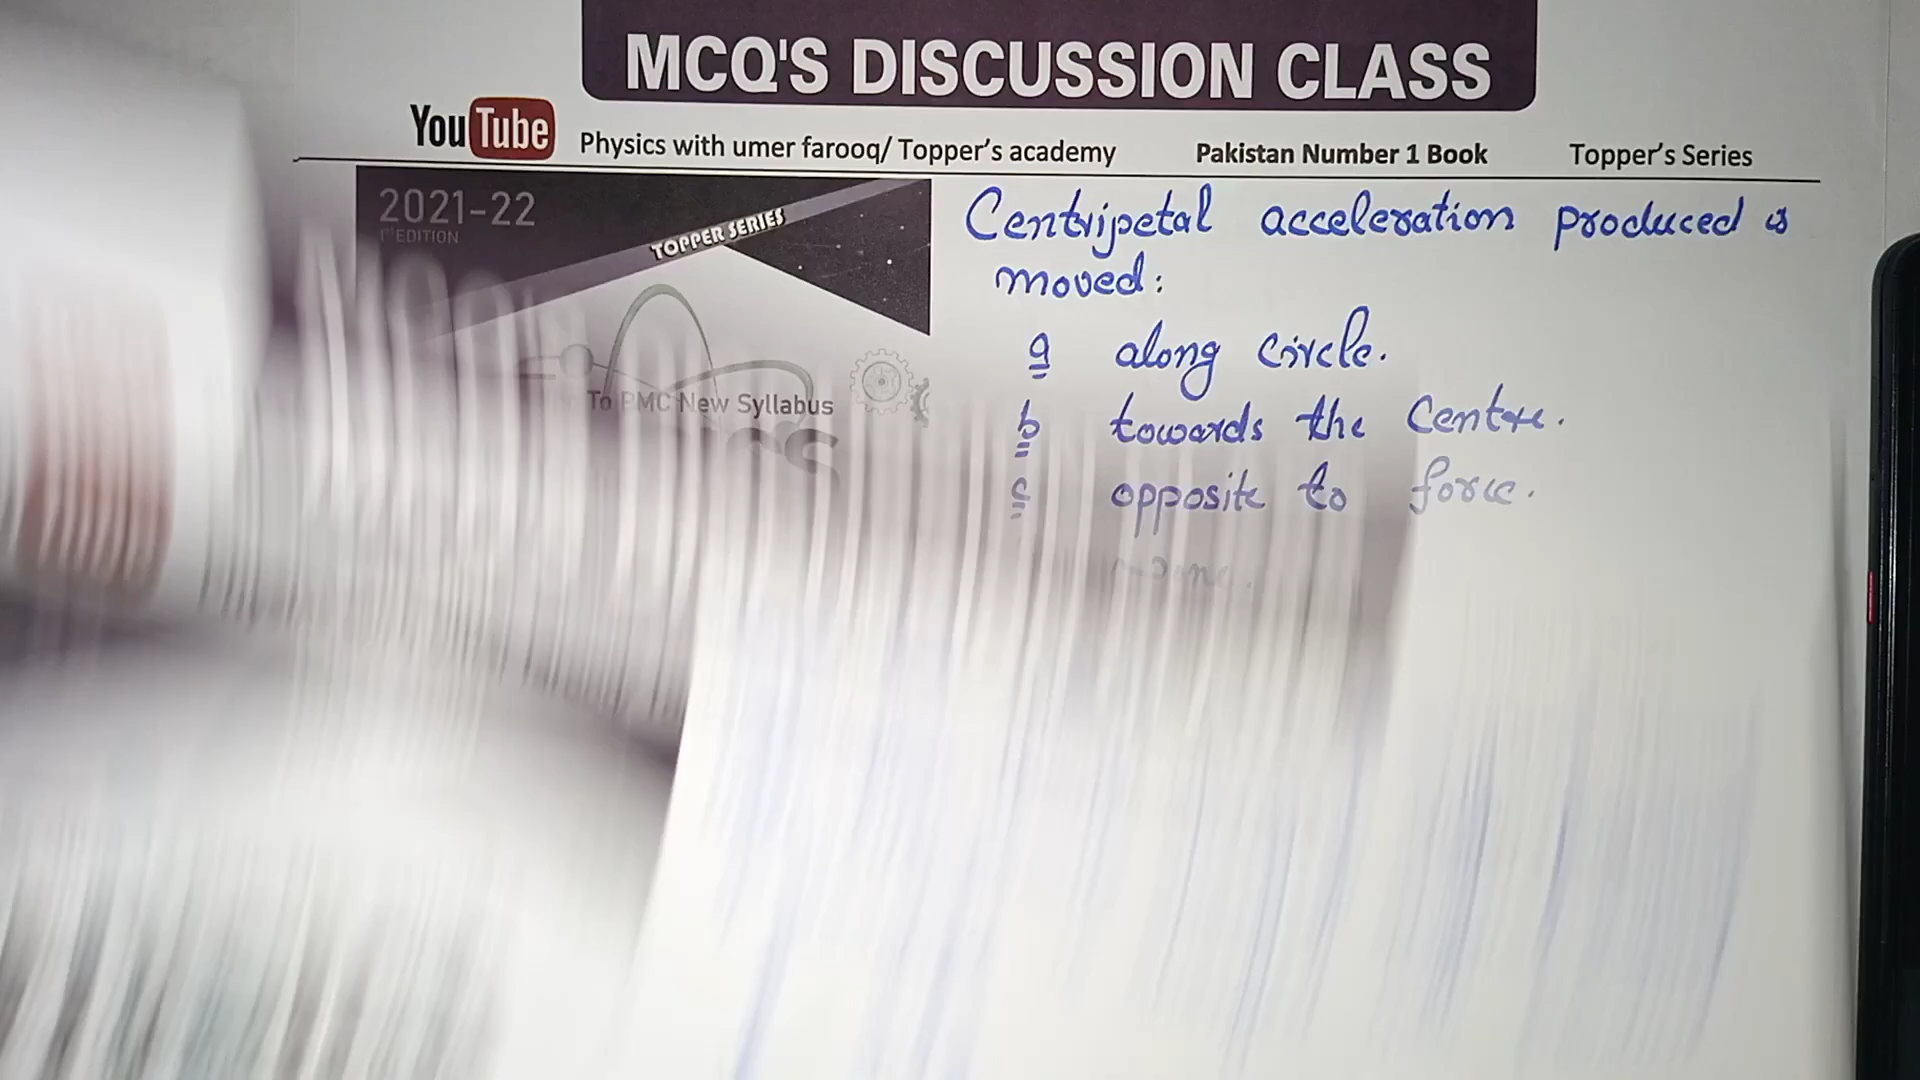 MCQ'S DISCUSSION CLASS
YouTube Physics with umer farooq/ Topper's academy Pakistan Number 1 Book Topper's Series
2021-22
1ST EDITION
TOPPER SERIES
To PMC New Syllabus
Centripetal acceleration produced is
moved:
a along circle.
b towards the Centre.
c opposite to force.
none.